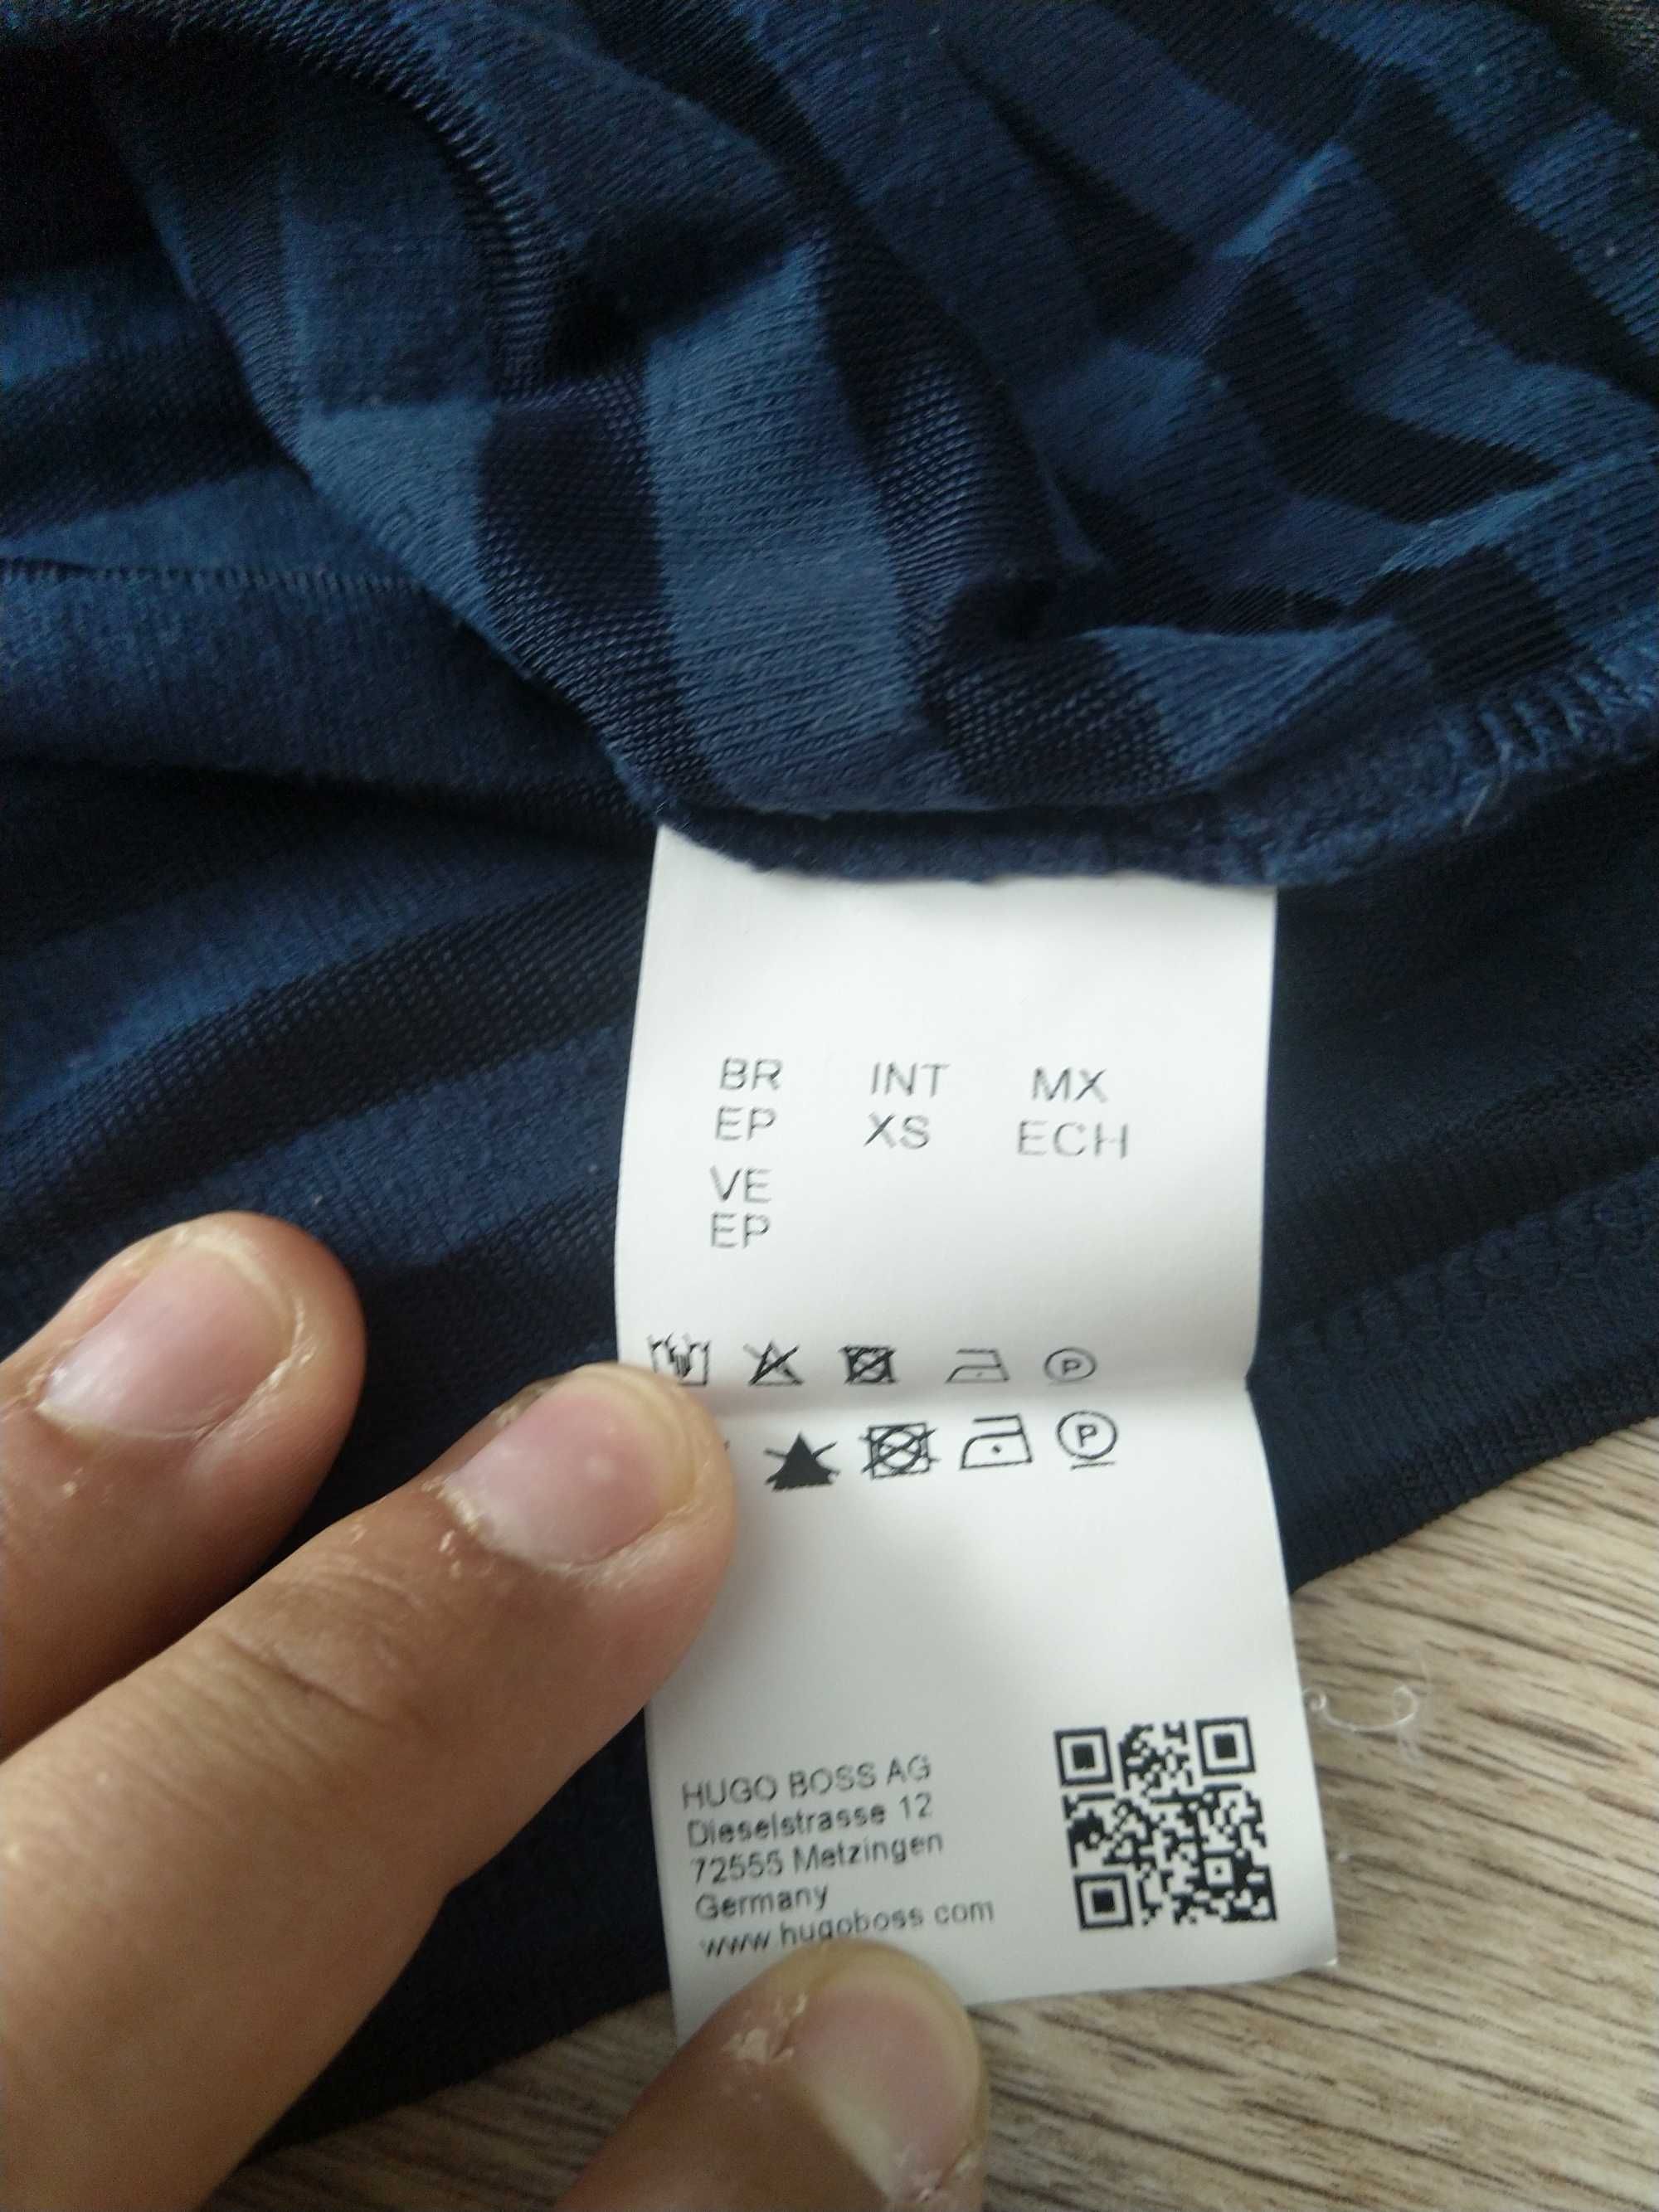 BR INT MX
EP XS ECH
VE
EP
P
P
HUGO BOSS AG
Dieselstrasse 12
72555 Metzingen
Germany
www.hugoboss.com